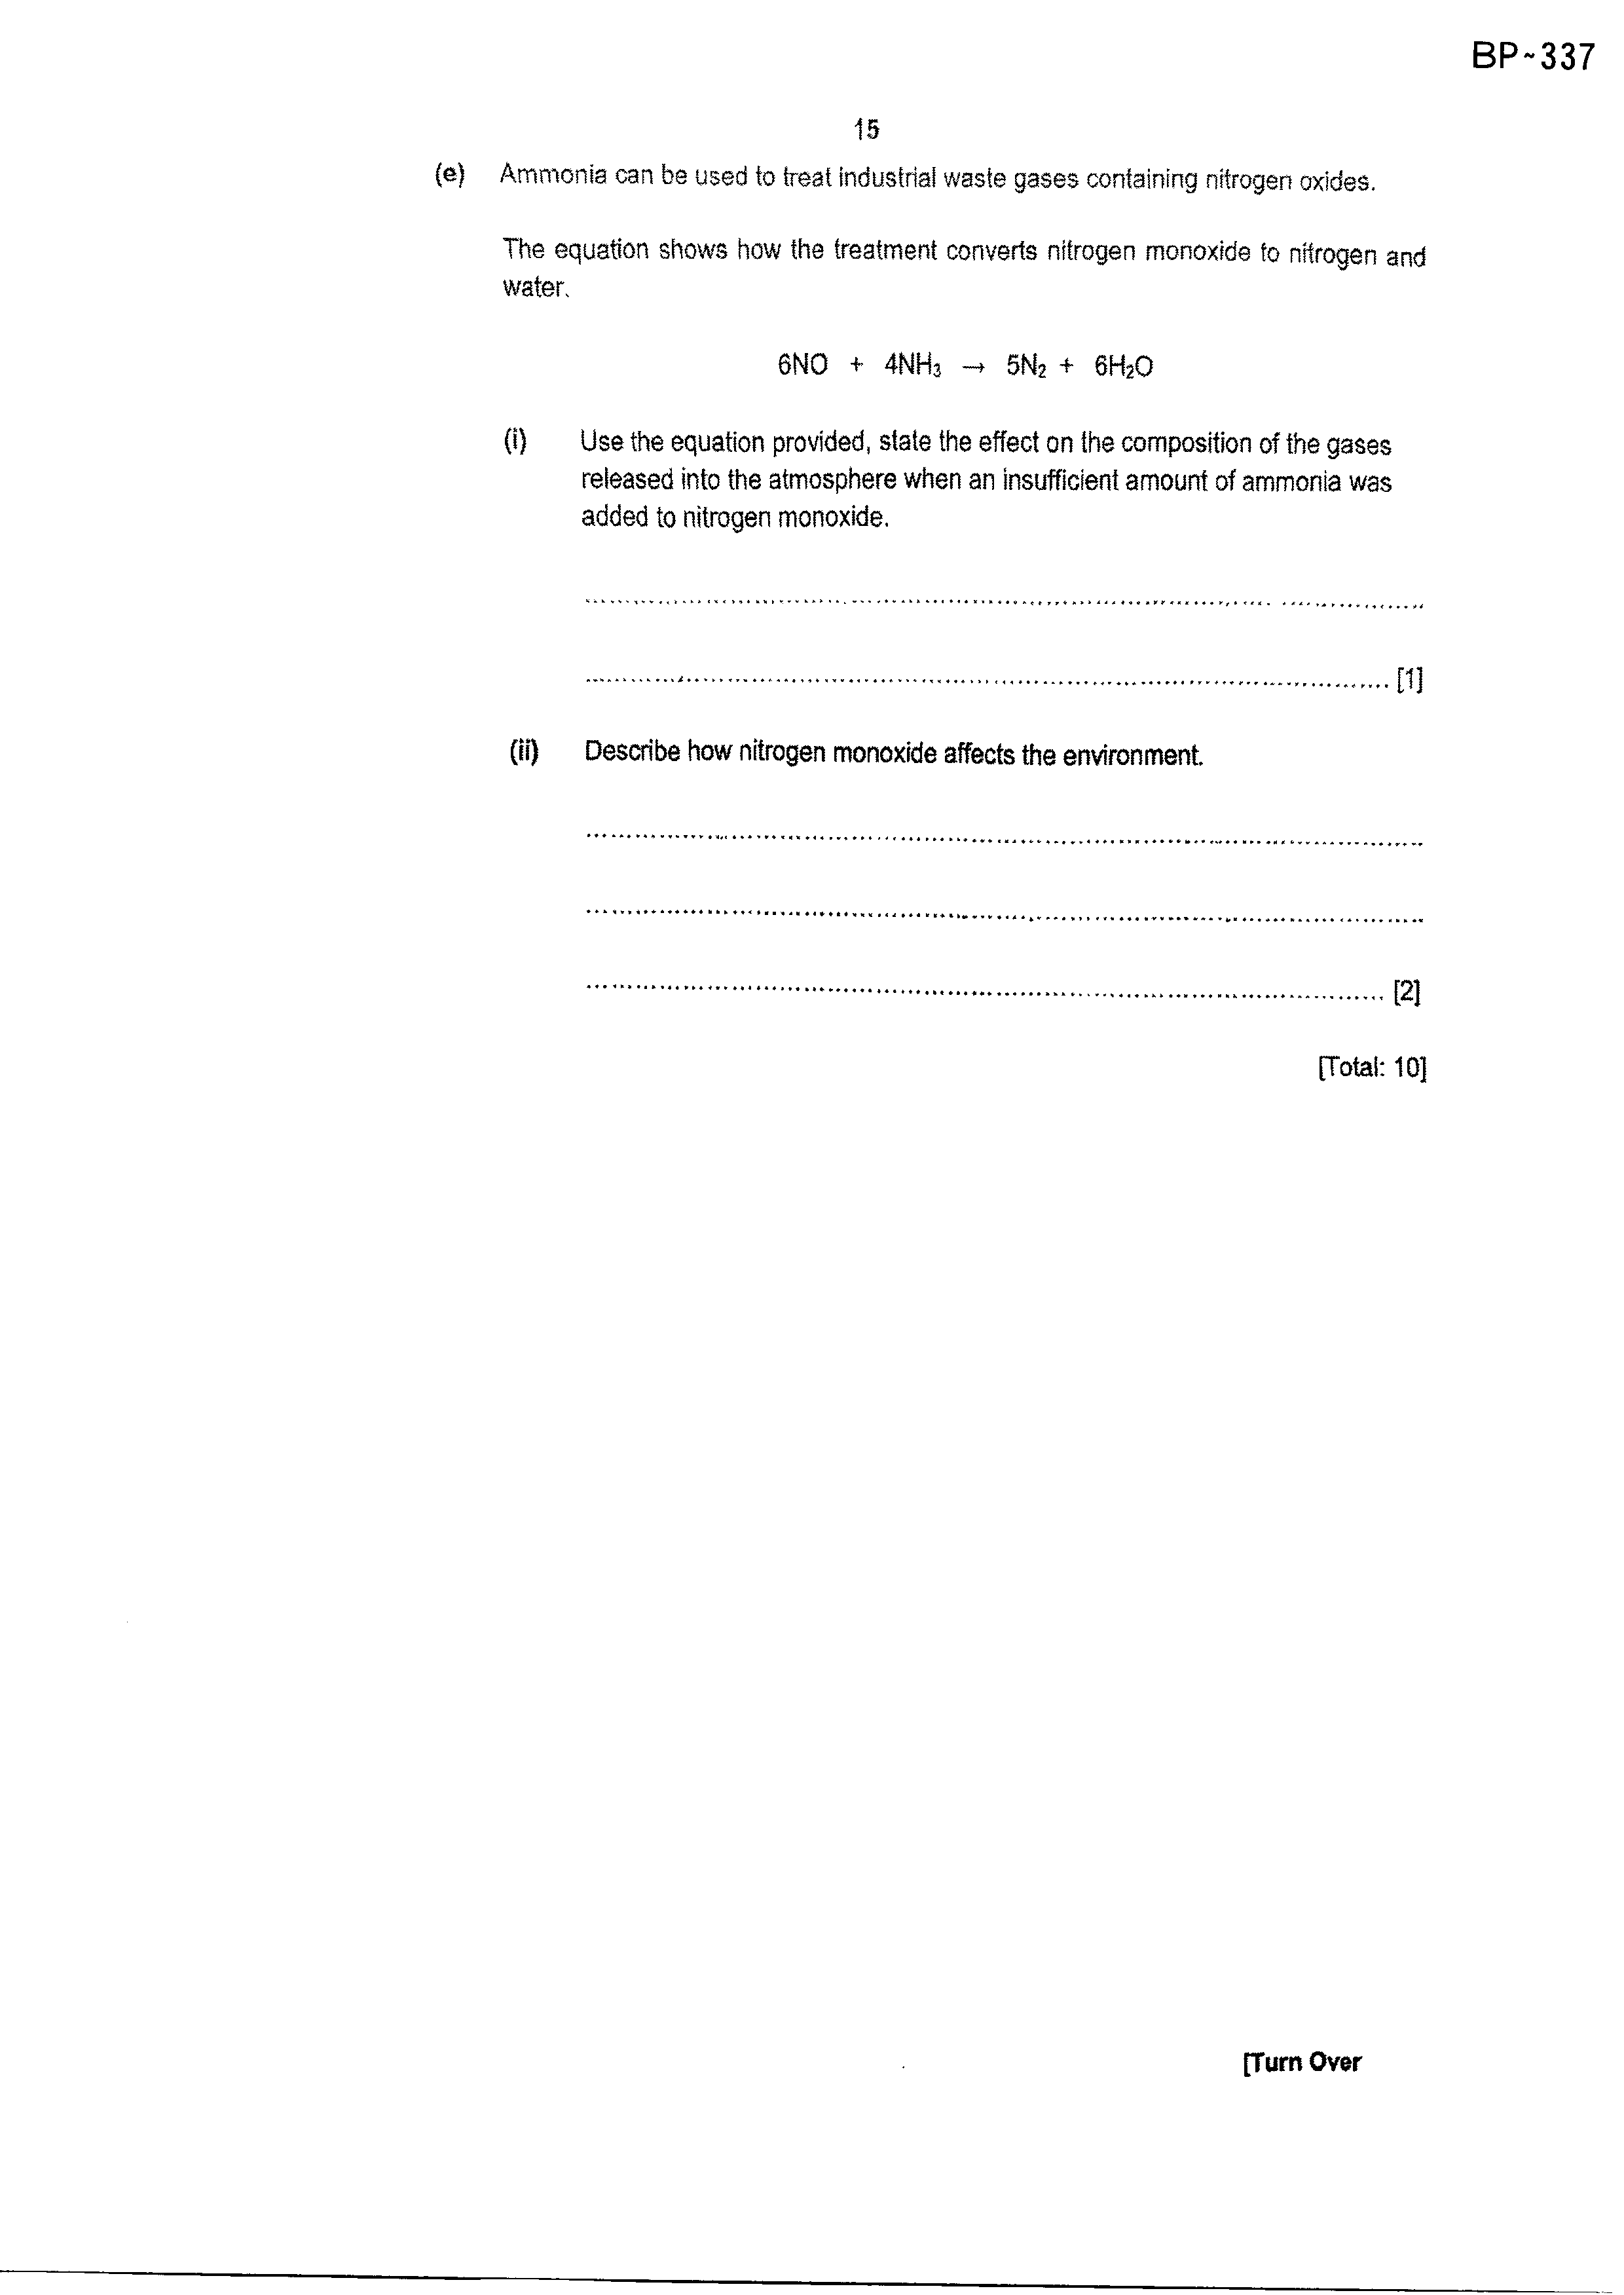 BP~337
15
(e) Ammonia can be used to treat industrial waste gases containing nitrogen oxides.
The equation shows how the treatment converts nitrogen monoxide to nitrogen and
water.
6NO + 4NH₃ → 5N₂ + 6H₂O
(i) Use the equation provided, state the effect on the composition of the gases
released into the atmosphere when an insufficient amount of ammonia was
added to nitrogen monoxide.
[1]
(ii) Describe how nitrogen monoxide affects the environment.
[2]
[Total: 10]
[Turn Over